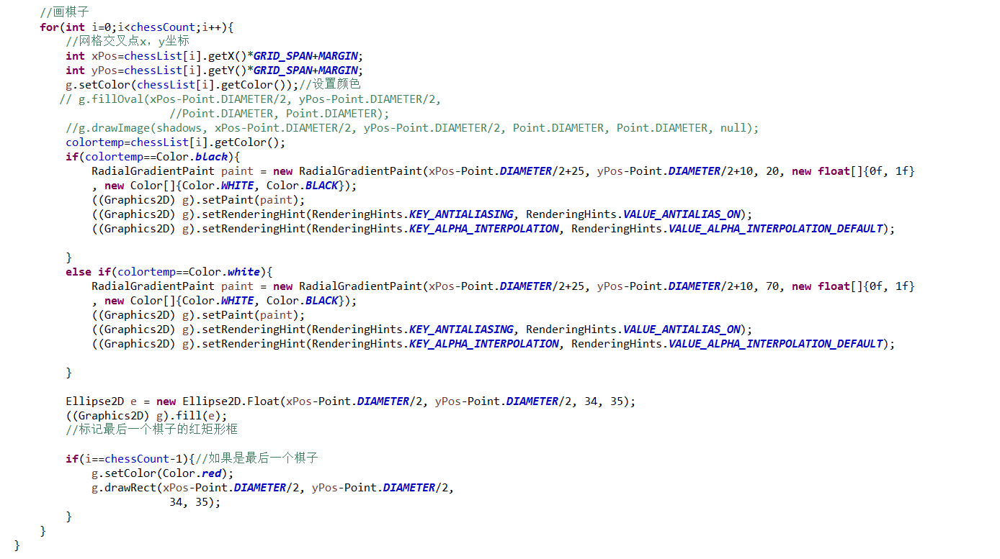 //画棋子
for(int i=0;i<chessCount;i++){
//网格交叉点x，y坐标
int xPos=chessList[i].getX()*GRID_SPAN+MARGIN;
int yPos=chessList[i].getY()*GRID_SPAN+MARGIN;
g.setColor(chessList[i].getColor());//设置颜色
// g.fillOval(xPos-Point.DIAMETER/2, yPos-Point.DIAMETER/2,
//Point.DIAMETER, Point.DIAMETER);
//g.drawImage(shadows, xPos-Point.DIAMETER/2, yPos-Point.DIAMETER/2, Point.DIAMETER, Point.DIAMETER, null);
colortemp=chessList[i].getColor();
if(colortemp==Color.black){
RadialGradientPaint paint = new RadialGradientPaint(xPos-Point.DIAMETER/2+25, yPos-Point.DIAMETER/2+10, 20, new float[]{0f, 1f}
, new Color[]{Color.WHITE, Color.BLACK});
((Graphics2D) g).setPaint(paint);
((Graphics2D) g).setRenderingHint(RenderingHints.KEY_ANTIALIASING, RenderingHints.VALUE_ANTIALIAS_ON);
((Graphics2D) g).setRenderingHint(RenderingHints.KEY_ALPHA_INTERPOLATION, RenderingHints.VALUE_ALPHA_INTERPOLATION_DEFAULT);
}
else if(colortemp==Color.white){
RadialGradientPaint paint = new RadialGradientPaint(xPos-Point.DIAMETER/2+25, yPos-Point.DIAMETER/2+10, 70, new float[]{0f, 1f}
, new Color[]{Color.WHITE, Color.BLACK});
((Graphics2D) g).setPaint(paint);
((Graphics2D) g).setRenderingHint(RenderingHints.KEY_ANTIALIASING, RenderingHints.VALUE_ANTIALIAS_ON);
((Graphics2D) g).setRenderingHint(RenderingHints.KEY_ALPHA_INTERPOLATION, RenderingHints.VALUE_ALPHA_INTERPOLATION_DEFAULT);
}
Ellipse2D e = new Ellipse2D.Float(xPos-Point.DIAMETER/2, yPos-Point.DIAMETER/2, 34, 35);
((Graphics2D) g).fill(e);
//标记最后一个棋子的红矩形框
if(i==chessCount-1){//如果是最后一个棋子
g.setColor(Color.red);
g.drawRect(xPos-Point.DIAMETER/2, yPos-Point.DIAMETER/2,
34, 35);
}
}
}